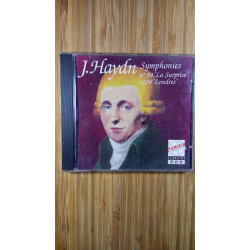 J. Haydn
Symphonies
n°94 "La Surprise"
n°104 "Londres"